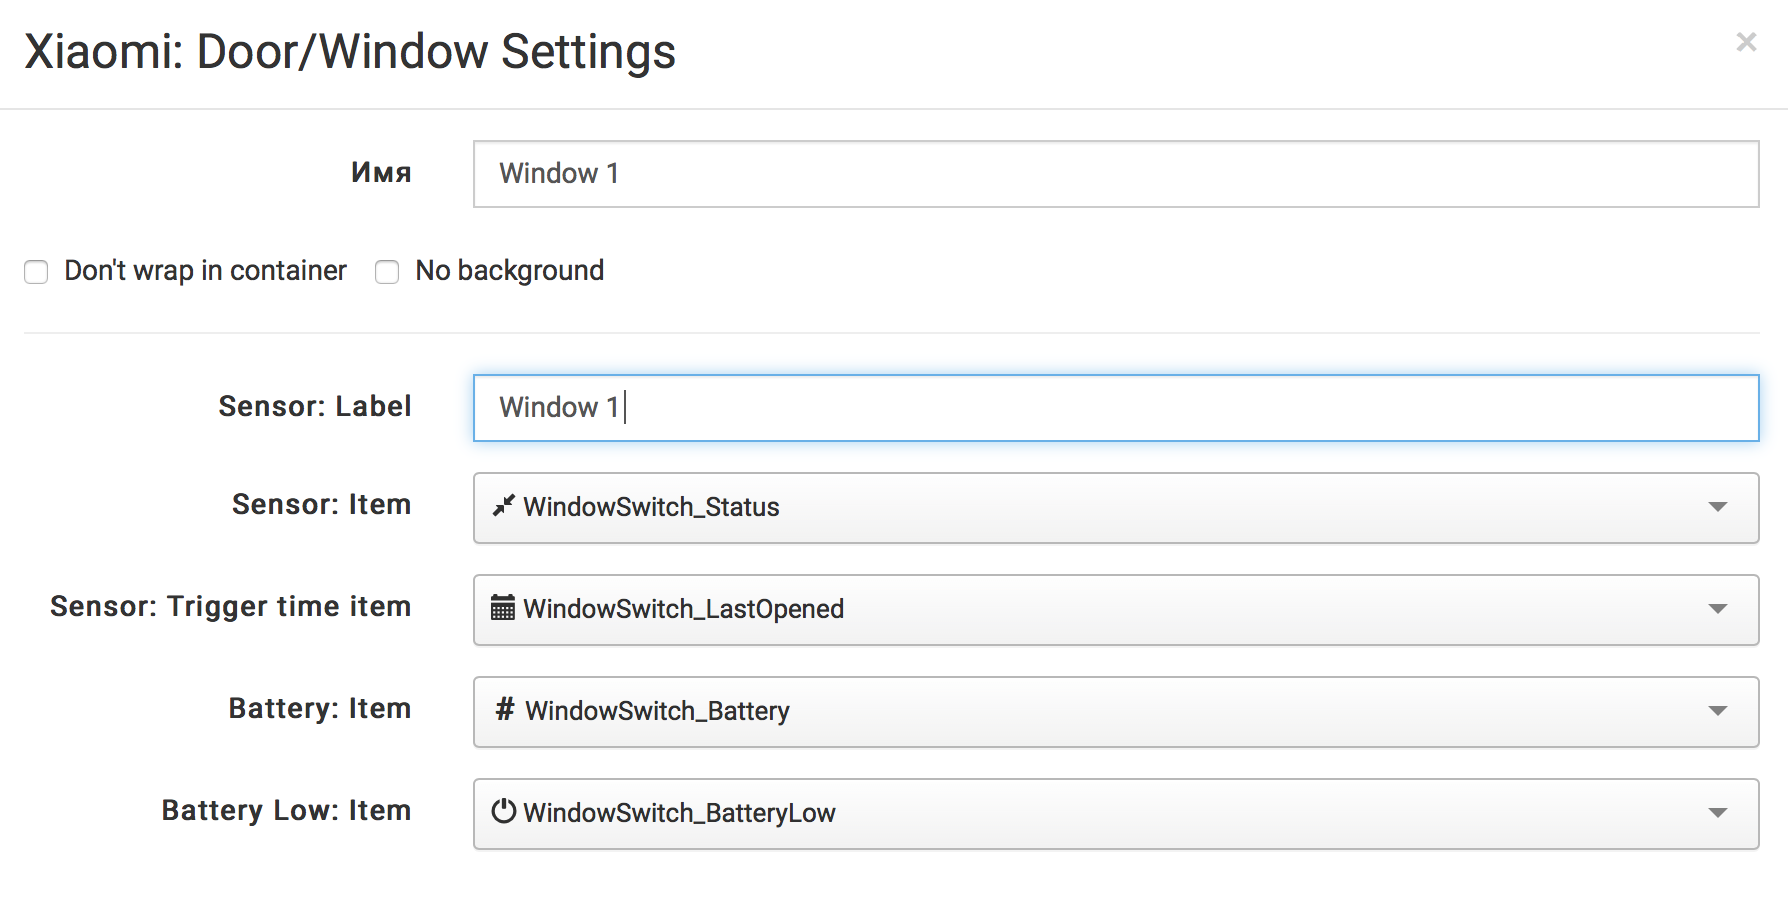 Xiaomi: Door/Window Settings
×
Имя
Window 1
Don't wrap in container
No background
Sensor: Label
Window 1
Sensor: Item
WindowSwitch_Status
Sensor: Trigger time item
WindowSwitch_LastOpened
Battery: Item
# WindowSwitch_Battery
Battery Low: Item
WindowSwitch_BatteryLow